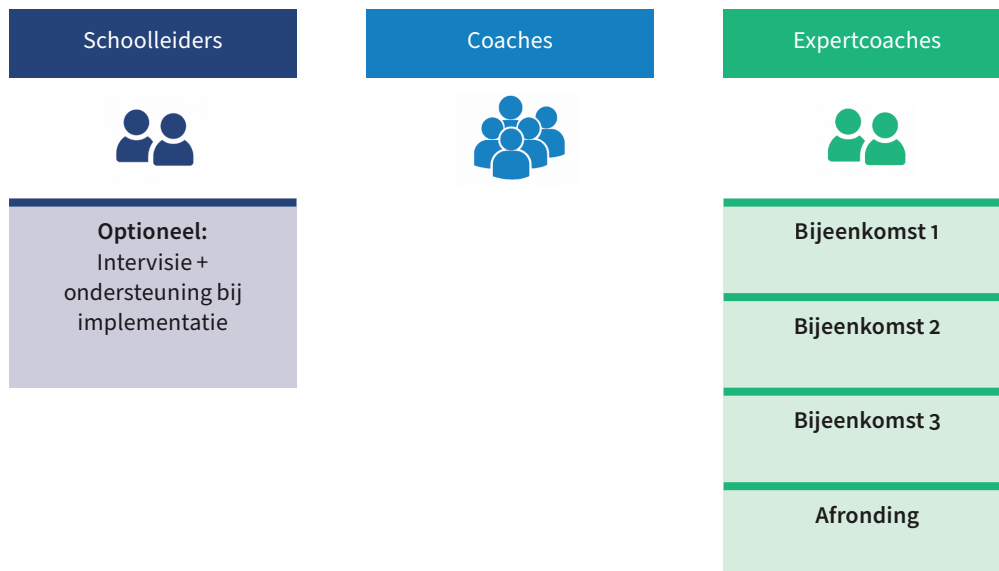 Schoolleiders
Coaches
Expertcoaches
Optioneel:
Intervisie +
ondersteuning bij
implementatie
Bijeenkomst 1
Bijeenkomst 2
Bijeenkomst 3
Afronding